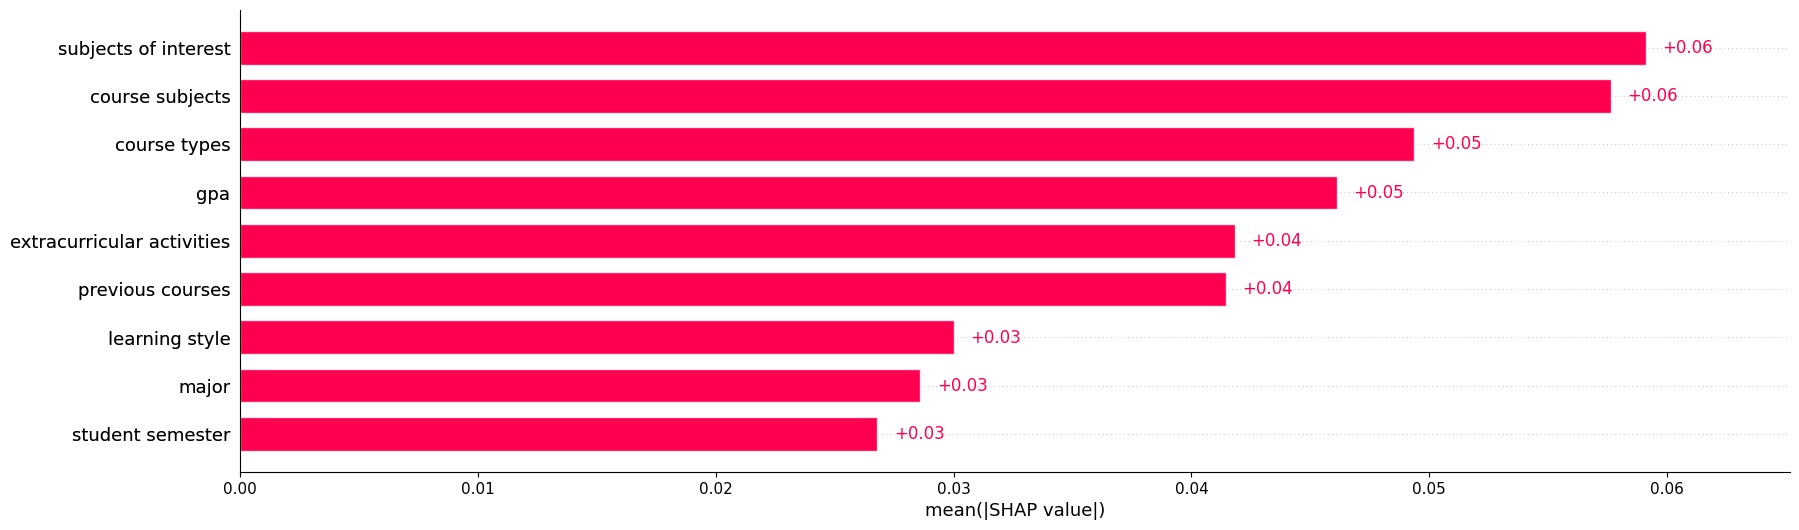 subjects of interest +0.06
course subjects +0.06
course types +0.05
gpa +0.05
extracurricular activities +0.04
previous courses +0.04
learning style +0.03
major +0.03
student semester +0.03
0.00 0.01 0.02 0.03 0.04 0.05 0.06
mean(|SHAP value|)